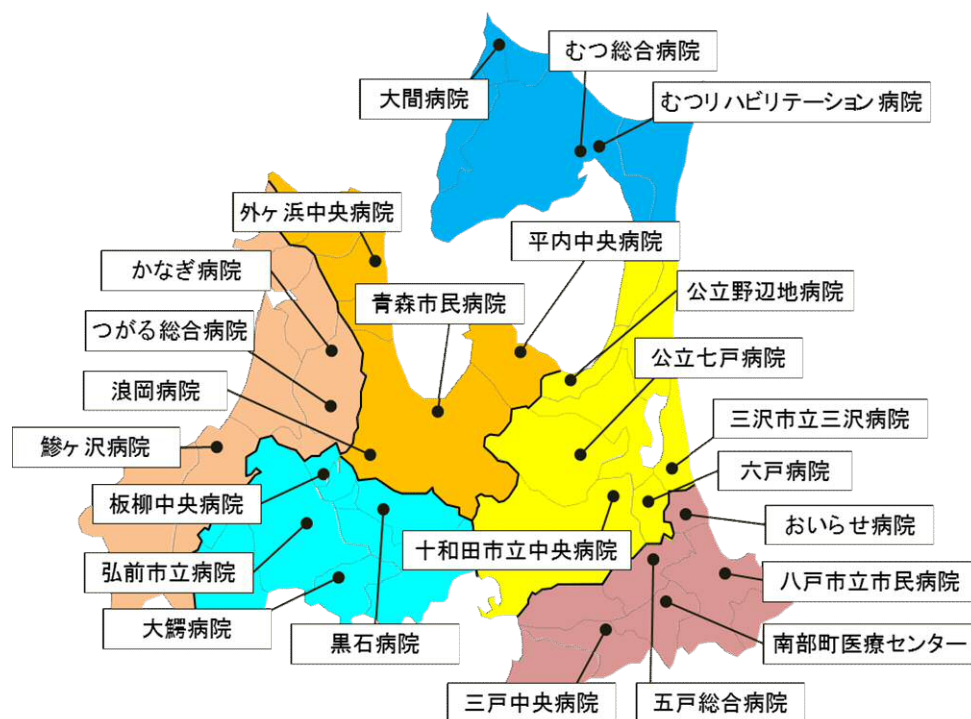 むつ総合病院
大間病院
むつリハビリテーション病院
外ヶ浜中央病院
平内中央病院
かなぎ病院
青森市民病院
公立野辺地病院
つがる総合病院
公立七戸病院
浪岡病院
三沢市立三沢病院
鰺ヶ沢病院
六戸病院
板柳中央病院
おいらせ病院
十和田市立中央病院
弘前市立病院
八戸市立市民病院
大鰐病院
黒石病院
南部町医療センター
三戸中央病院
五戸総合病院